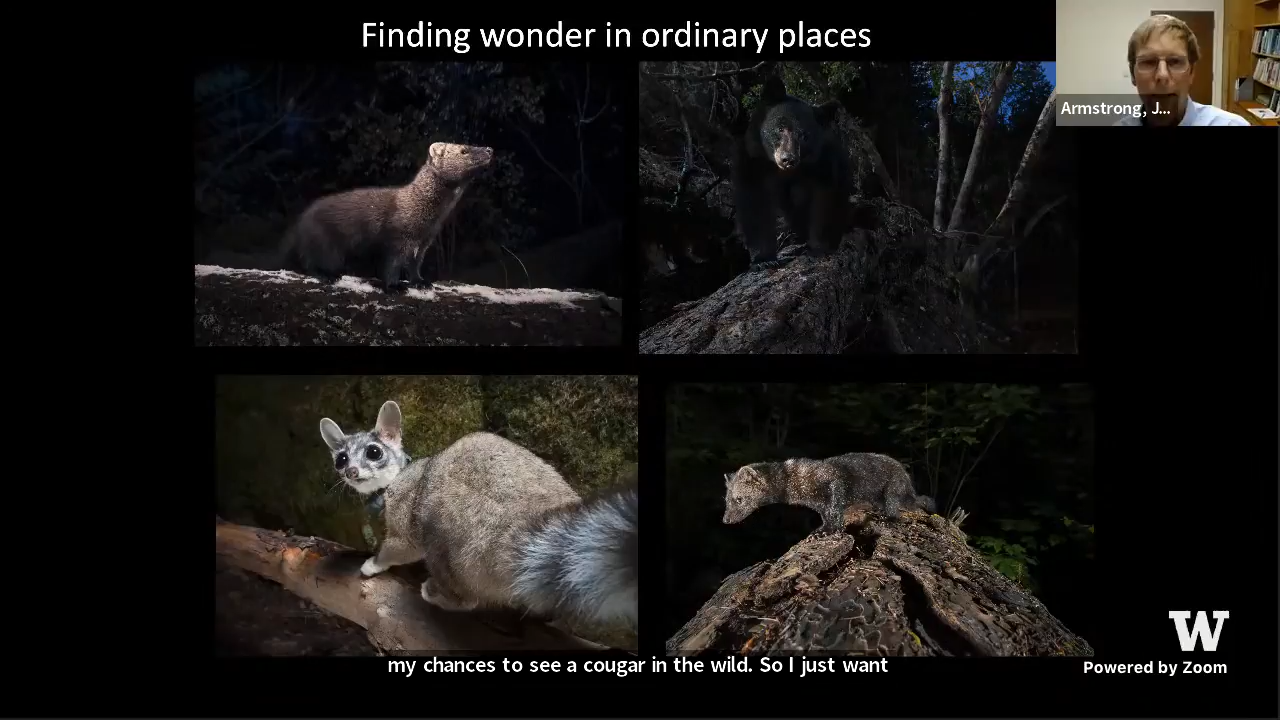 Finding wonder in ordinary places
Armstrong, J...
W
my chances to see a cougar in the wild. So I just want
Powered by Zoom